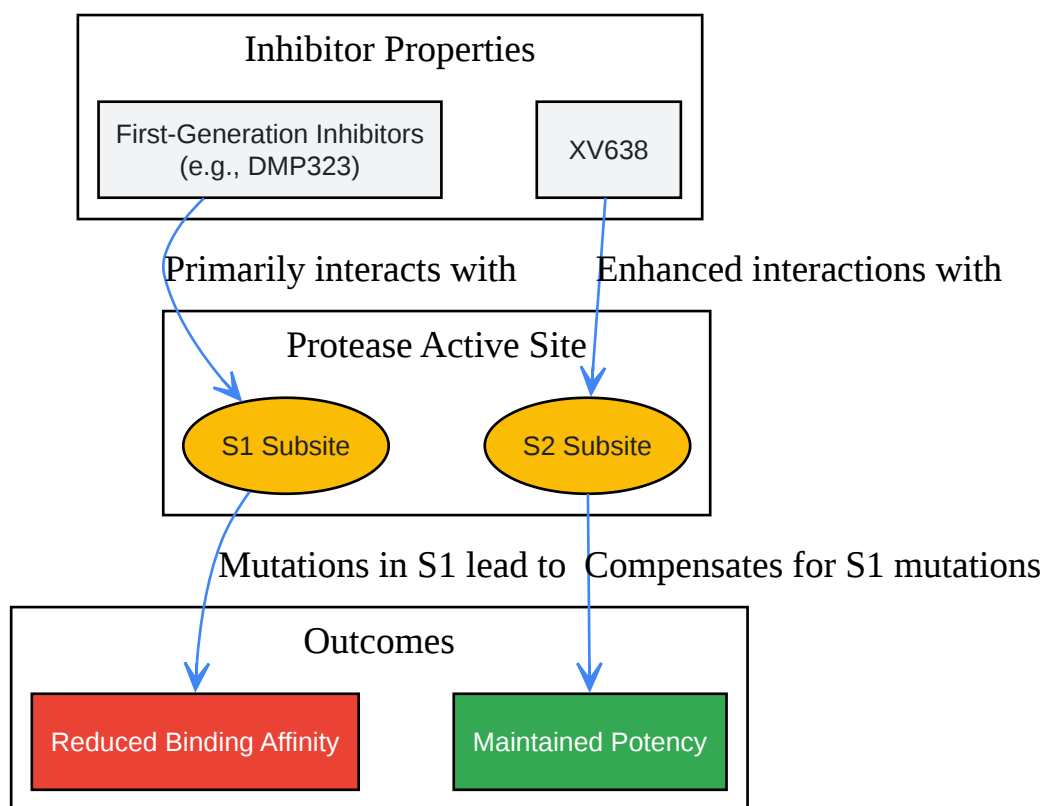 Inhibitor Properties
First-Generation Inhibitors
(e.g., DMP323)
XV638
Primarily interacts with
Enhanced interactions with
Protease Active Site
S1 Subsite
S2 Subsite
Mutations in S1 lead to
Compensates for S1 mutations
Outcomes
Reduced Binding Affinity
Maintained Potency